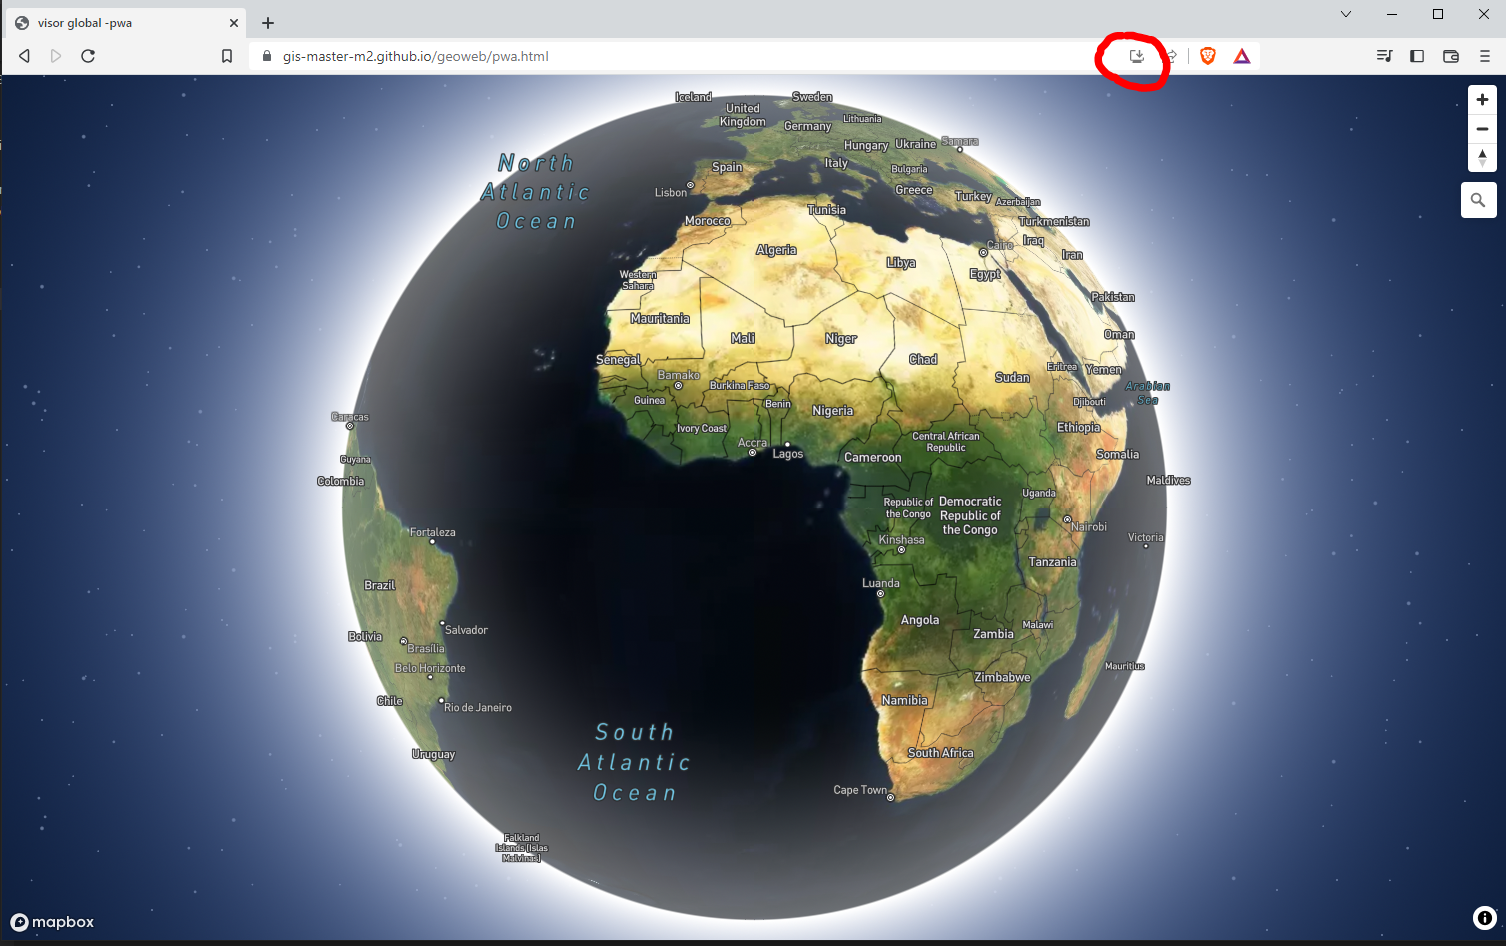 visor global -pwa
gis-master-m2.github.io/geoweb/pwa.html
Iceland
Sweden
United
Kingdom
Lithuania
Germany
Hungary
Ukraine
Samara
Spain
Italy
Bulgaria
Lisbon
Greece
Turkey
Azerbaijan
North
Atlantic
Ocean
Morocco
Tunisia
Turkmenistan
Algeria
Libya
Cairo
Iraq
Iran
Egypt
Western
Sahara
Pakistan
Mauritania
Mali
Niger
Chad
Oman
Senegal
Sudan
Eritrea
Yemen
Bamako
Burkina Faso
Arabian
Sea
Guinea
Benin
Nigeria
Djibouti
Caracas
Ivory Coast
Accra
Lagos
Cameroon
Central African
Republic
Ethiopia
Somalia
Guyana
Colombia
Maldives
Republic of
the Congo
Democratic
Republic of
the Congo
Uganda
Nairobi
Fortaleza
Kinshasa
Victoria
Tanzania
Brazil
Luanda
Angola
Zambia
Malawi
Salvador
Bolivia
Brasília
Belo Horizonte
Mauritius
Zimbabwe
Chile
Rio de Janeiro
Namibia
South
Atlantic
Ocean
Uruguay
South Africa
Cape Town
Falkland
Islands (Islas
Malvinas)
mapbox